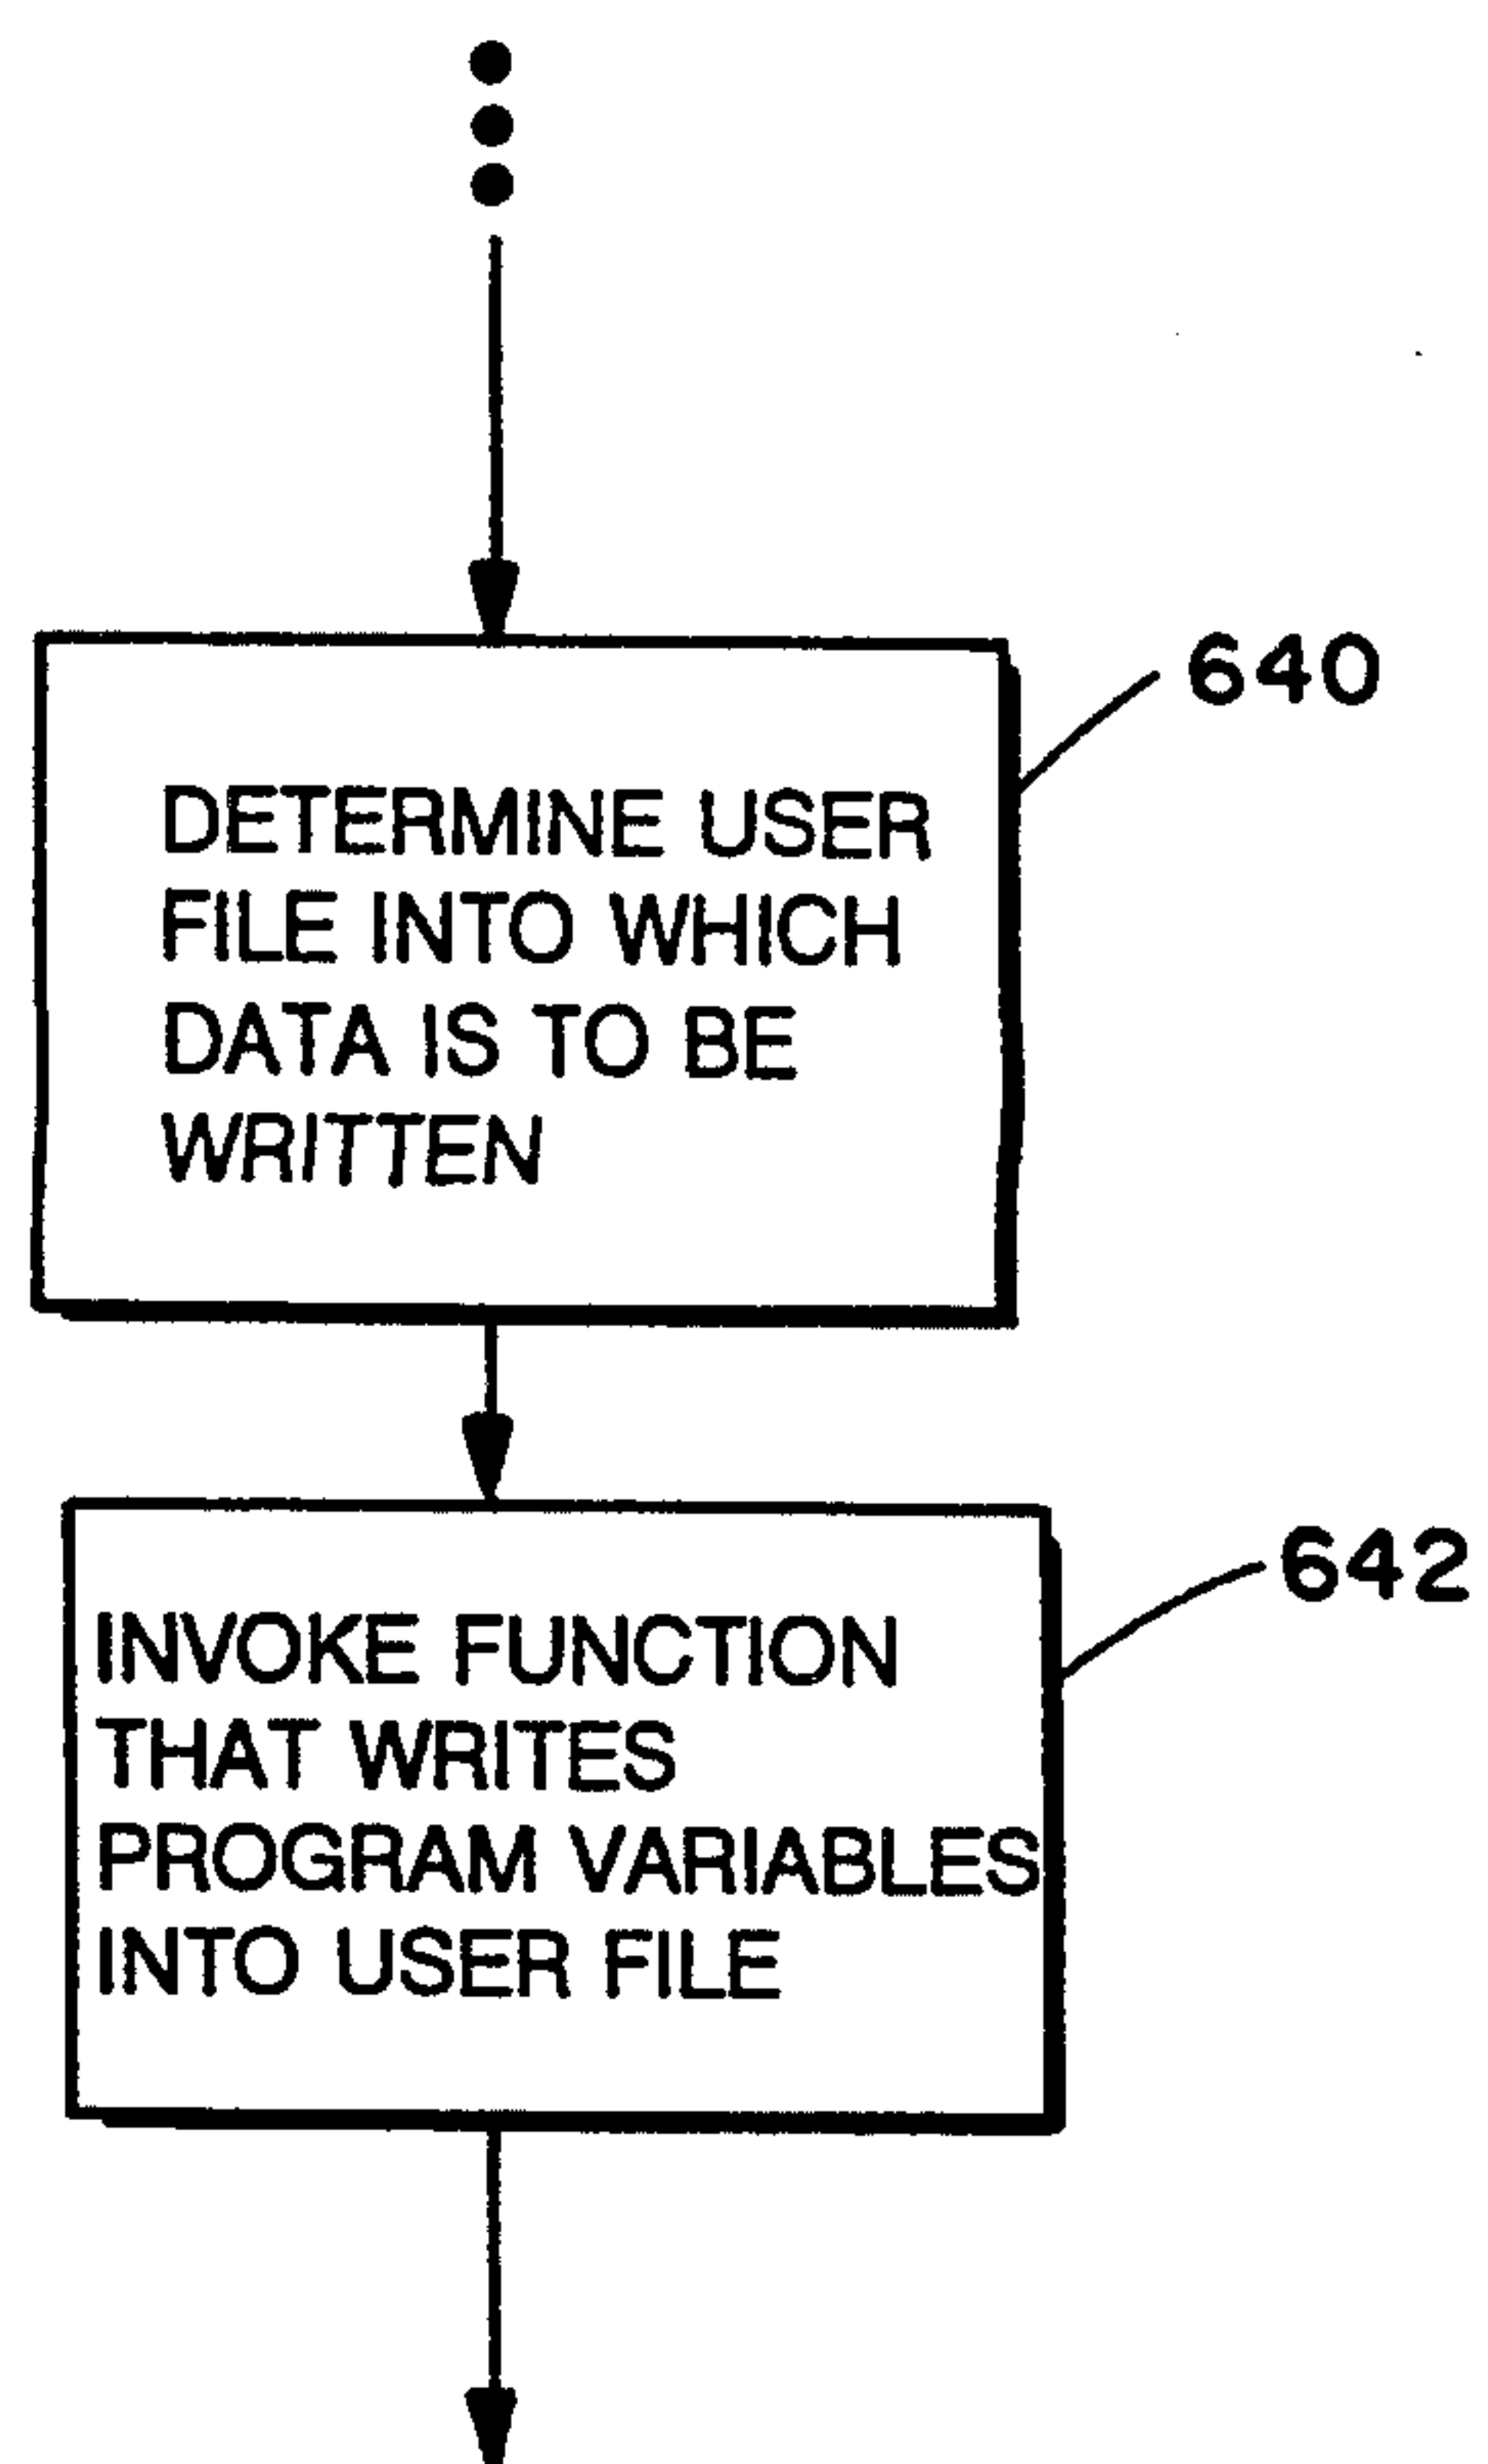 640
DETERMINE USER
FILE INTO WHICH
DATA IS TO BE
WRITTEN
642
INVOKE FUNCTION
THAT WRITES
PROGRAM VARIABLES
INTO USER FILE